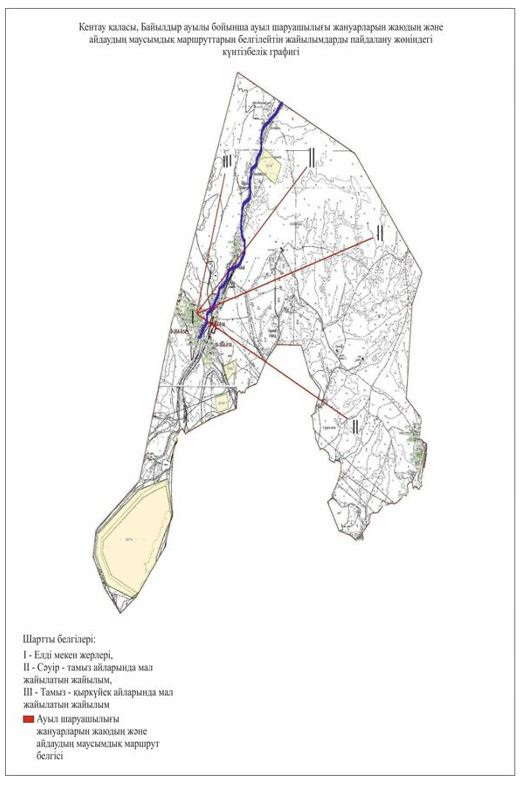 Кентау қаласы, Байылдыр ауылы бойынша ауыл шаруашылығы жануарларын жаюдың және
айдаудың маусымдық маршруттарын белгілейтін жайылымдарды пайдалану жөніндегі
күнтізбелік графигі
III
II
II
I
II
Шартты белгілері:
I - Елді мекен жерлері,
II - Сәуір - тамыз айларында мал
жайылатын жайылым,
III - Тамыз - қыркүйек айларында мал
жайылатын жайылым
Ауыл шаруашылығы
жануарларын жаюдың және
айдаудың маусымдық маршрут
белгісі